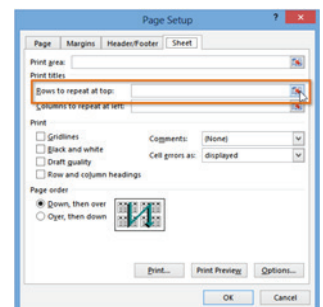 Page Setup ?
Page Margins Header/Footer Sheet
Print area:
Print titles
Rows to repeat at top:
Columns to repeat at left:
Print
Gridlines Comments: (None)
Black and white Cell errors as: displayed
Draft quality
Row and column headings
Page order
Down, then over
Over, then down
Print... Print Preview Options...
OK Cancel